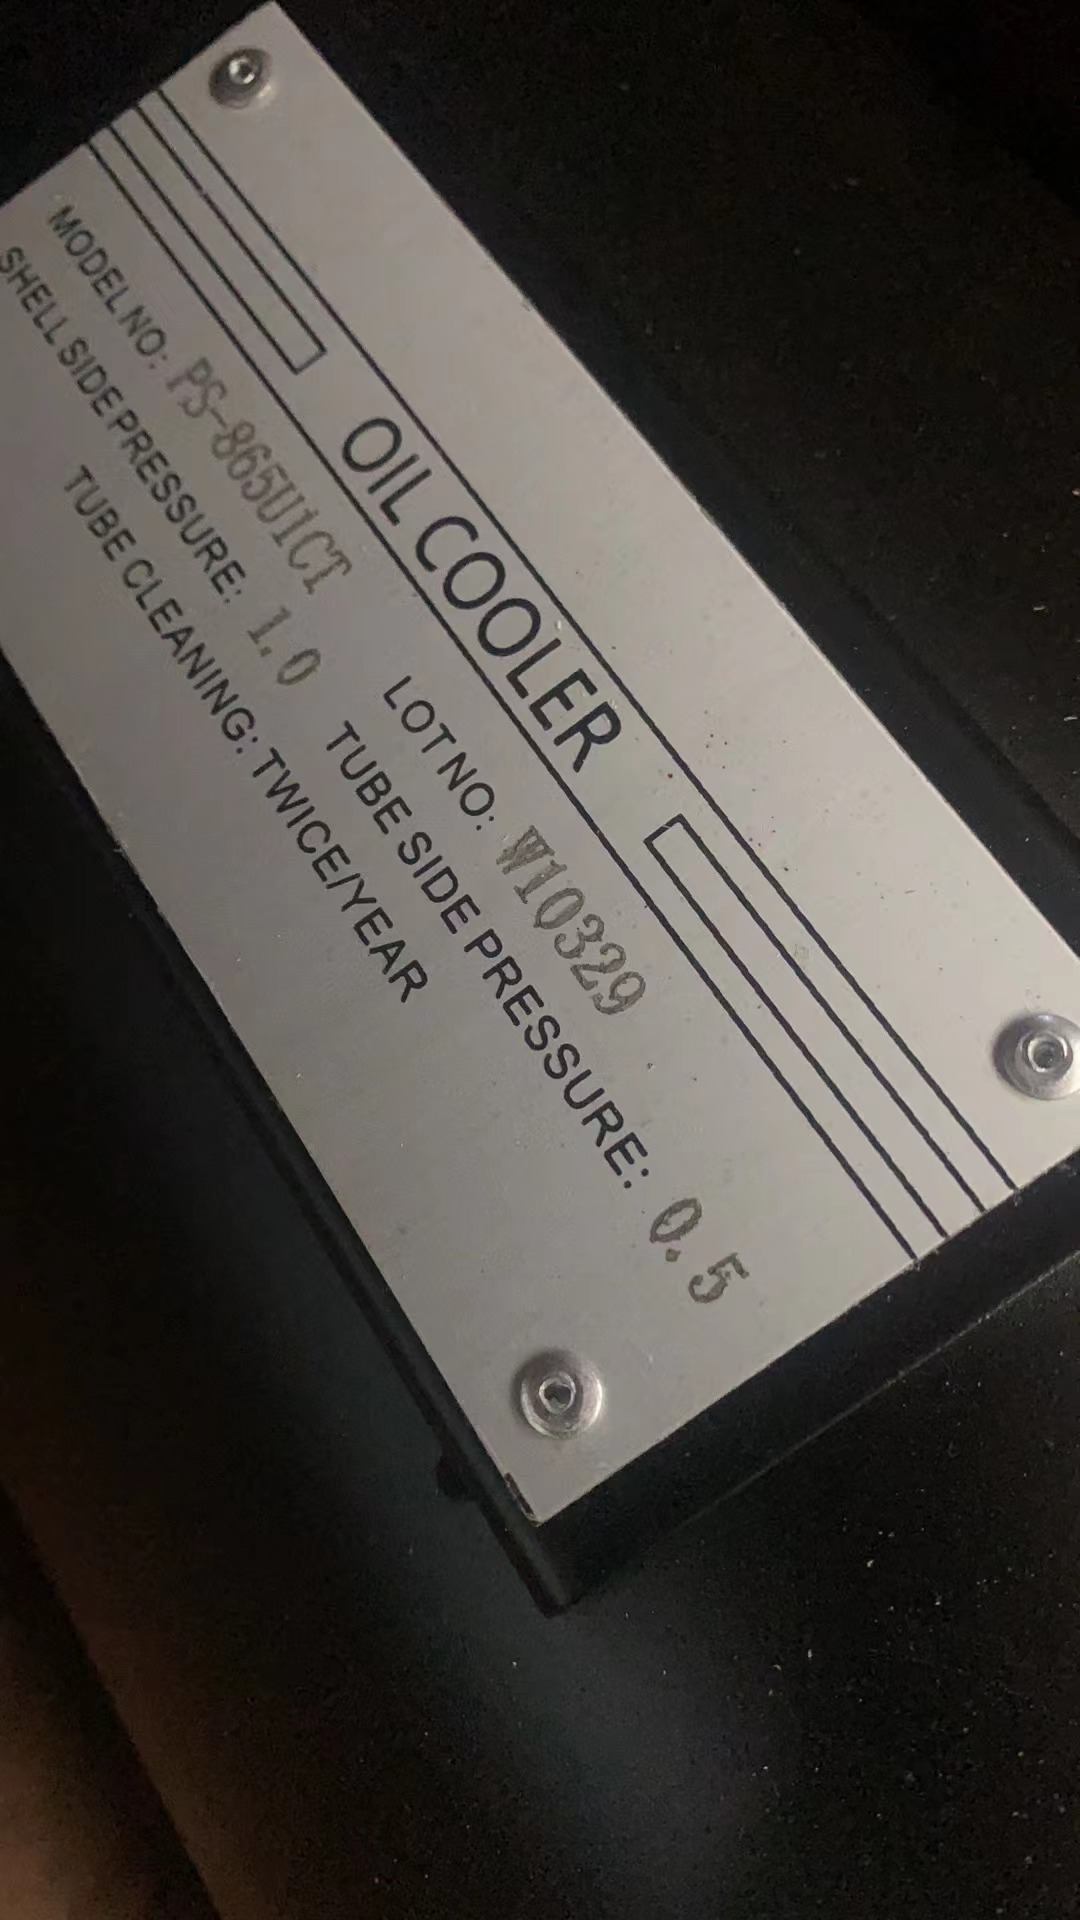 OIL COOLER
MODEL NO: PS-865U1CT LOT NO: W10329
SHELL SIDE PRESSURE: 1.0 TUBE SIDE PRESSURE: 0.5
TUBE CLEANING: TWICE/YEAR